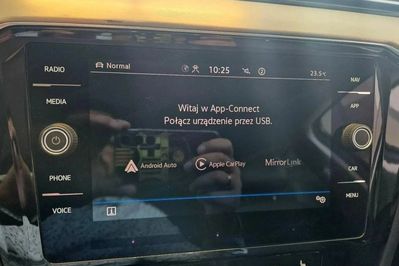 RADIO
MEDIA
PHONE
VOICE
Normal 10:25 2 23.5°C
Witaj w App-Connect
Połącz urządzenie przez USB.
Android Auto Apple CarPlay MirrorLink
NAV
APP
CAR
MENU